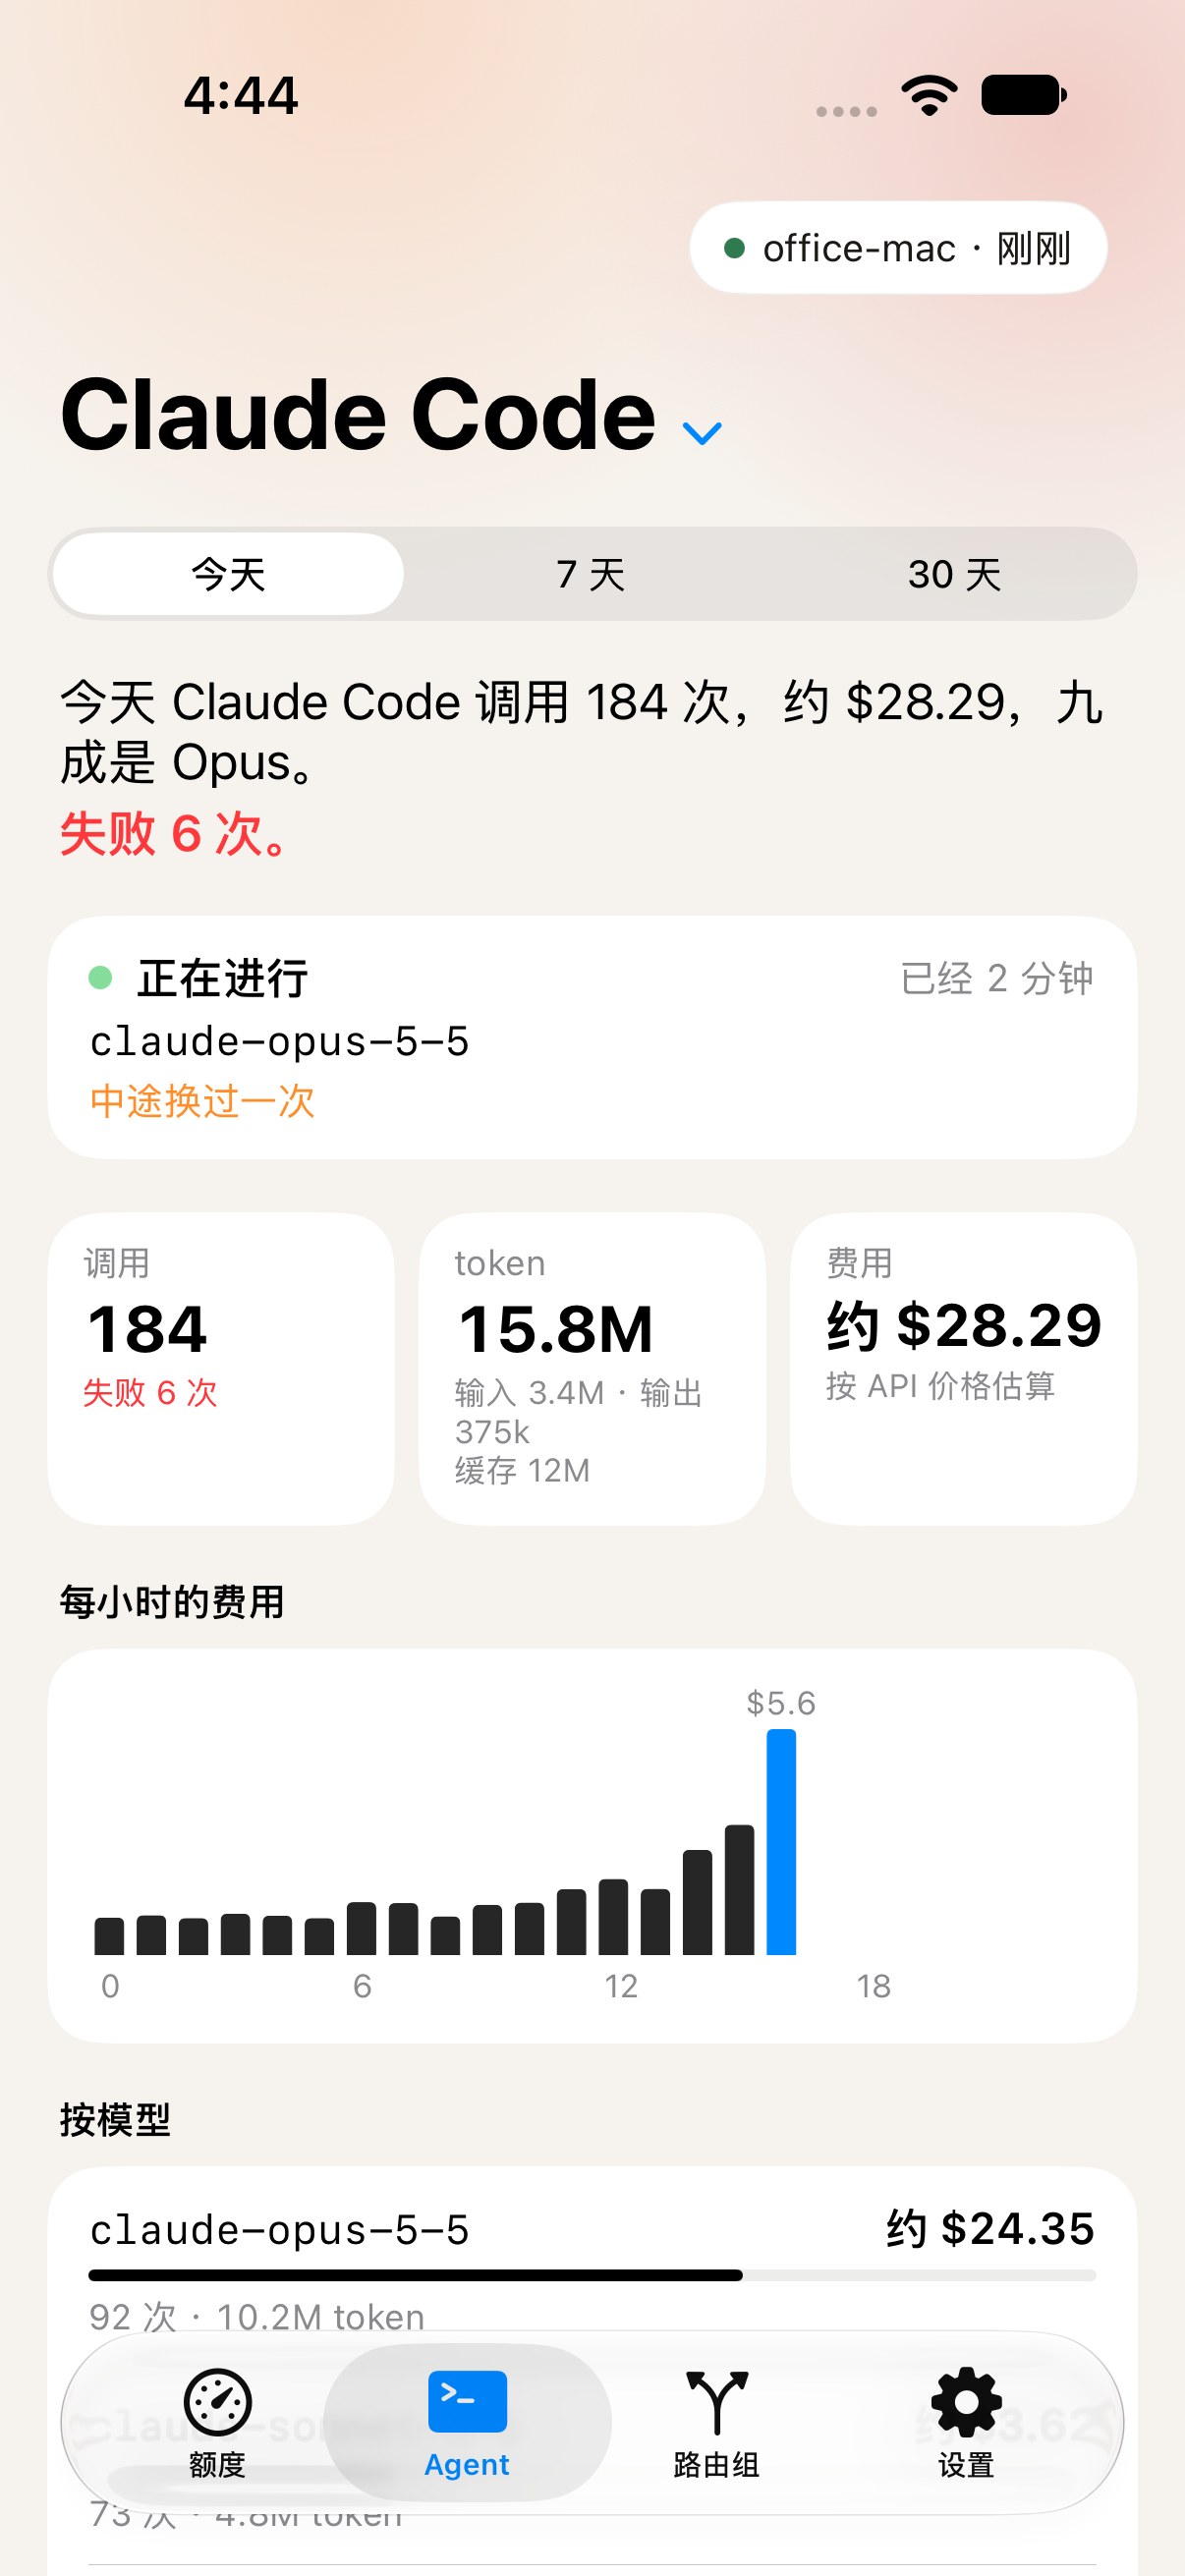 4:44
office-mac · 刚刚
Claude Code
今天
7 天
30 天
今天 Claude Code 调用 184 次，约 $28.29，九
成是 Opus。
失败 6 次。
正在进行
已经 2 分钟
claude-opus-5-5
中途换过一次
调用
184
失败 6 次
token
15.8M
输入 3.4M · 输出
375k
缓存 12M
费用
约 $28.29
按 API 价格估算
每小时的费用
$5.6
0
6
12
18
按模型
claude-opus-5-5
约 $24.35
92 次 · 10.2M token
额度
Agent
路由组
设置
73 次 · 4.8M token